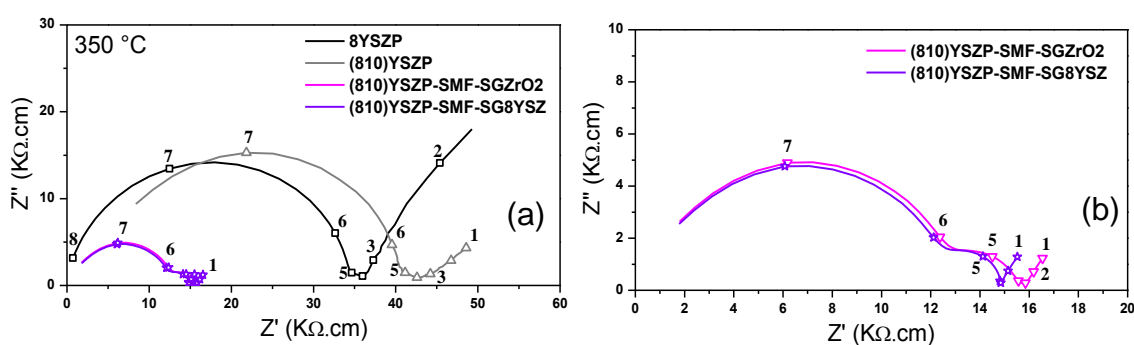 30
20
10
0
Z'' (KΩ.cm)
350 °C
8YSZP
(810)YSZP
(810)YSZP-SMF-SGZrO2
(810)YSZP-SMF-SG8YSZ
7
7
2
8
6
6
3
5
5
3
1
7
6
1
(a)
0 10 20 30 40 50 60
Z' (KΩ.cm)
10
8
6
4
2
0
Z'' (KΩ.cm)
(810)YSZP-SMF-SGZrO2
(810)YSZP-SMF-SG8YSZ
7
6
5
5
1
1
2
(b)
0 2 4 6 8 10 12 14 16 18 20
Z' (KΩ.cm)